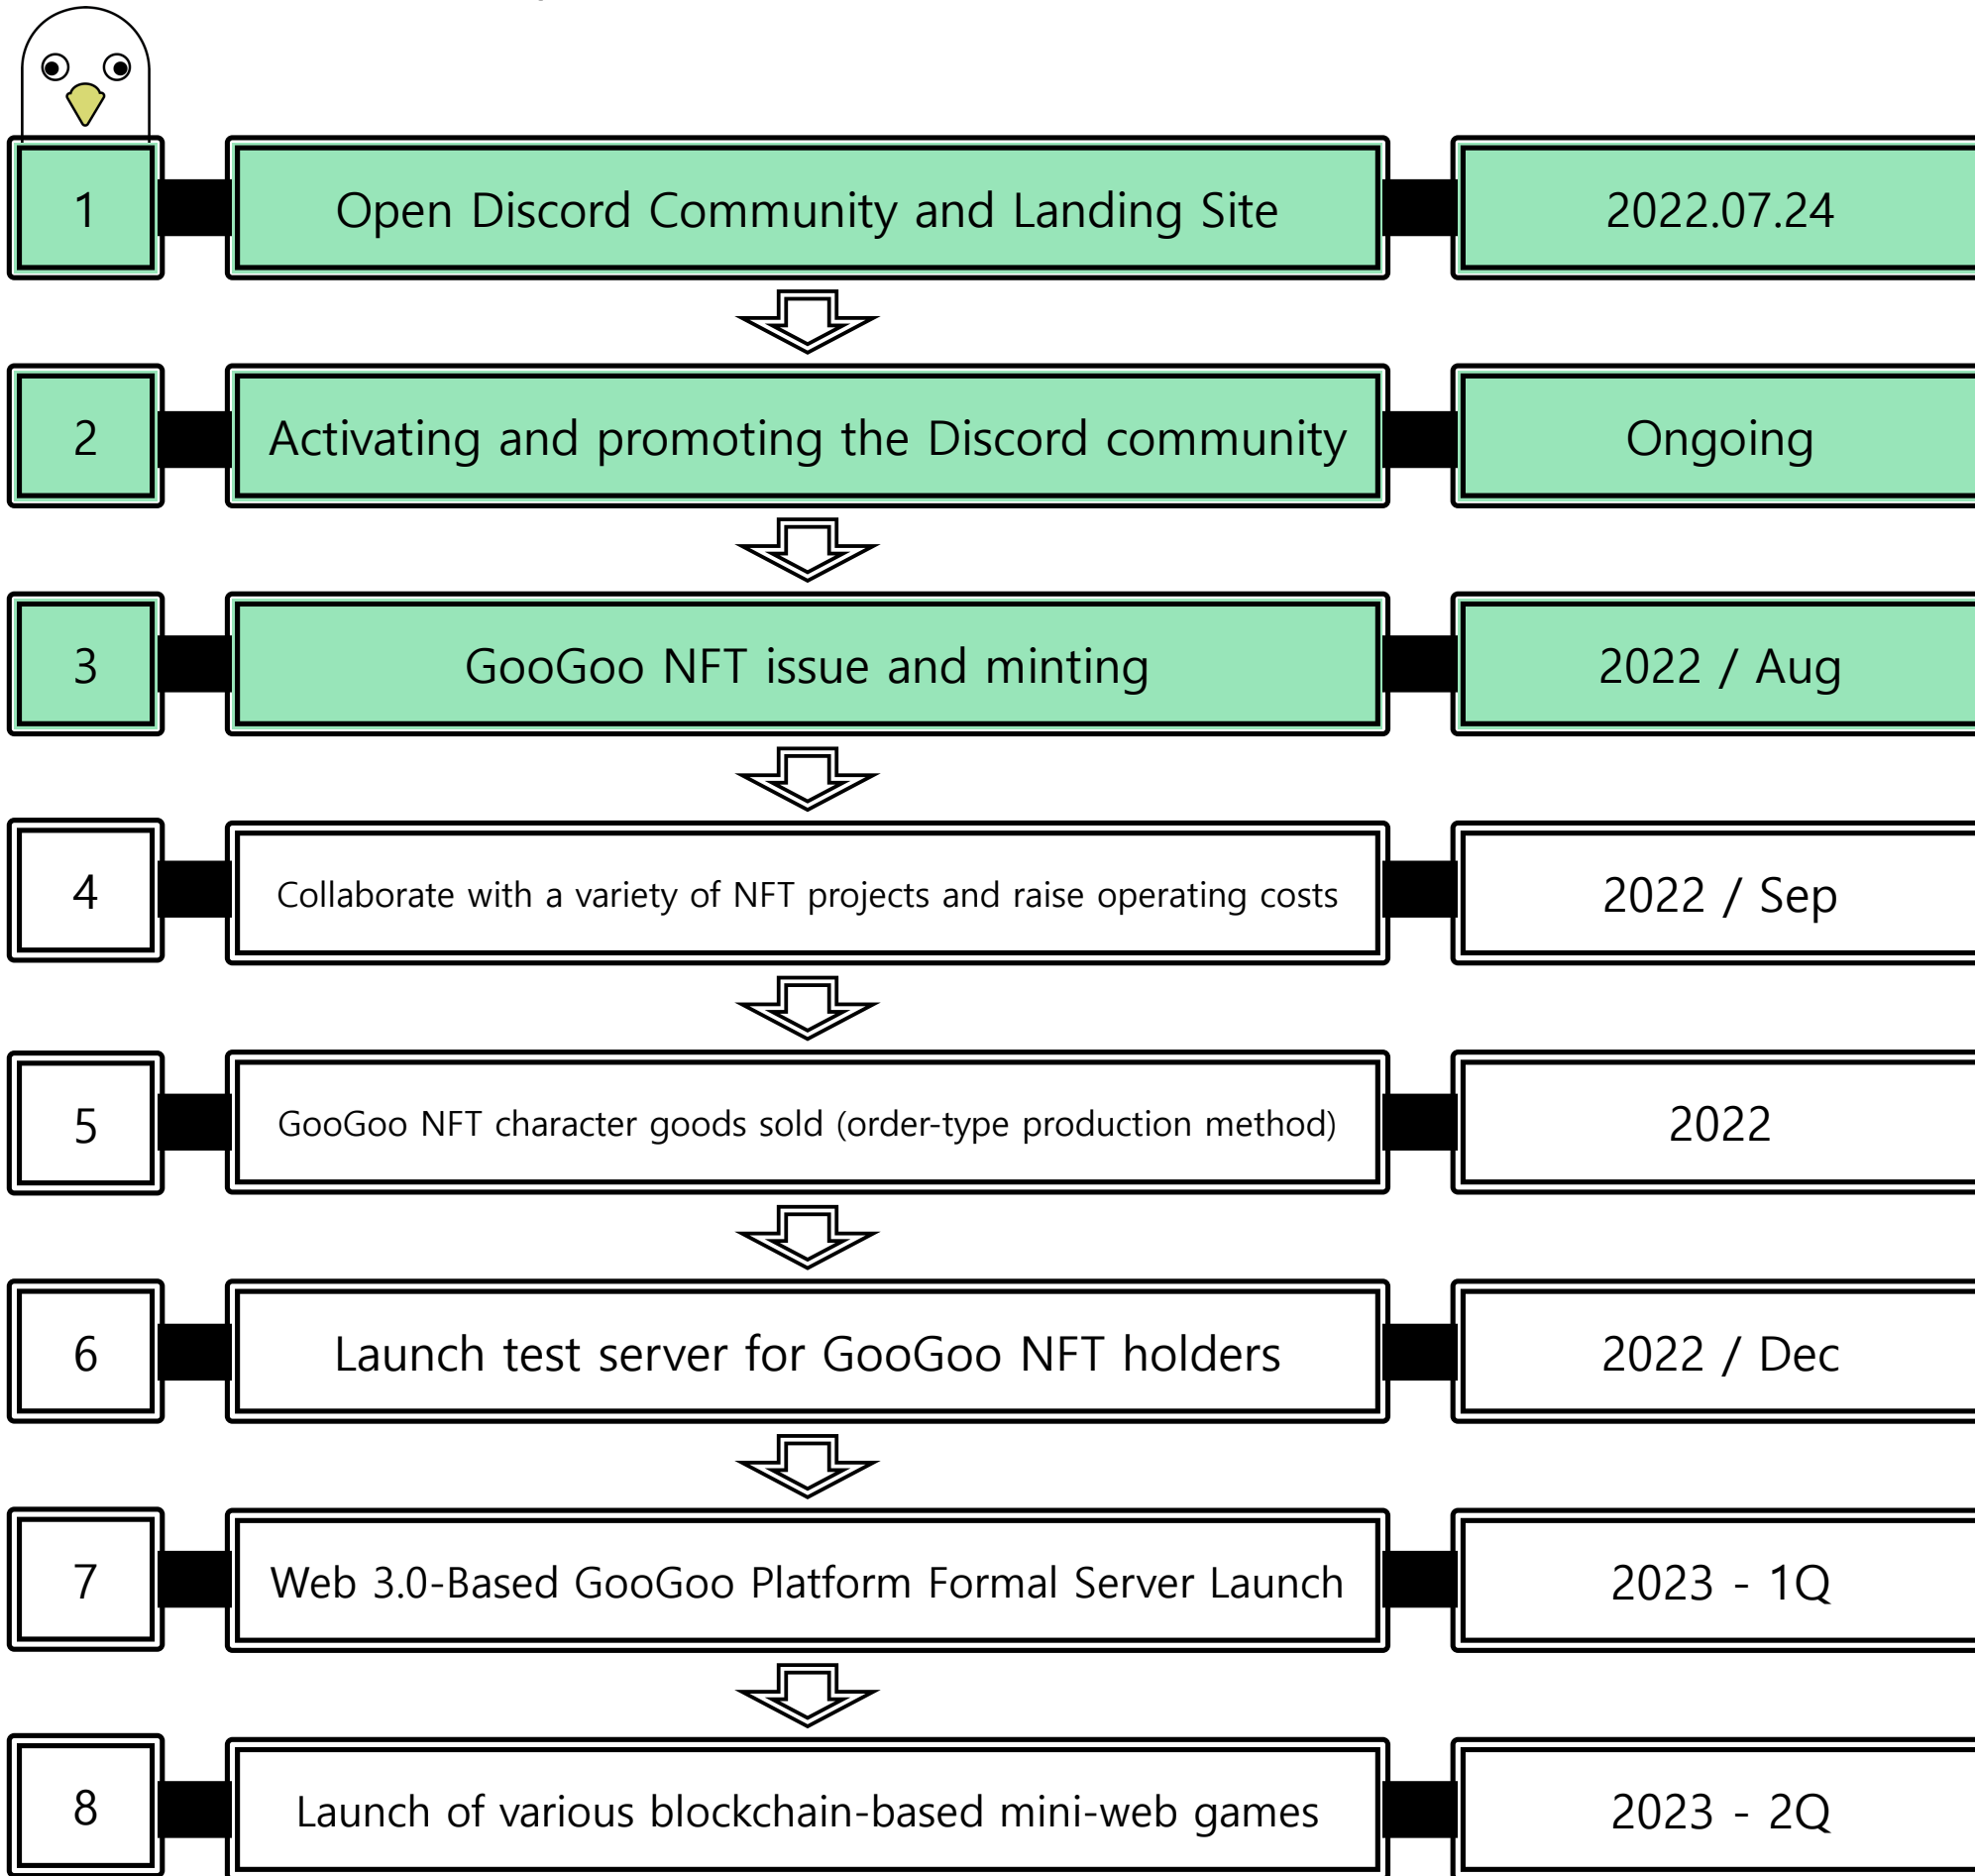 1 Open Discord Community and Landing Site 2022.07.24
2 Activating and promoting the Discord community Ongoing
3 GooGoo NFT issue and minting 2022 / Aug
4 Collaborate with a variety of NFT projects and raise operating costs 2022 / Sep
5 GooGoo NFT character goods sold (order-type production method) 2022
6 Launch test server for GooGoo NFT holders 2022 / Dec
7 Web 3.0-Based GooGoo Platform Formal Server Launch 2023 - 1Q
8 Launch of various blockchain-based mini-web games 2023 - 2Q